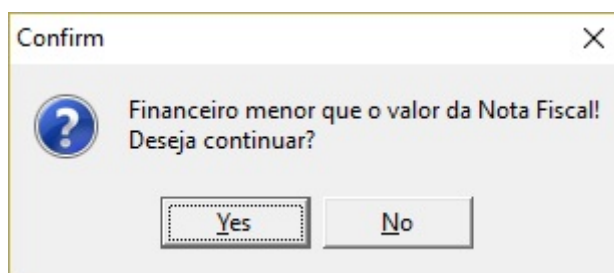 Confirm
Financeiro menor que o valor da Nota Fiscal!
Deseja continuar?
Yes
No